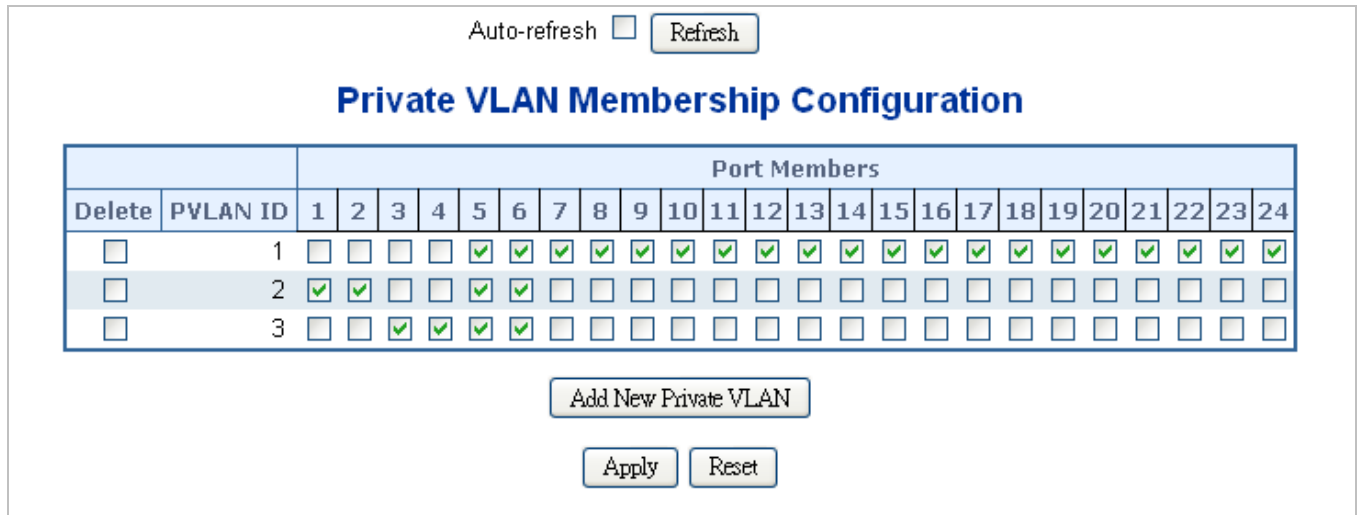 Auto-refresh Refresh
Private VLAN Membership Configuration
Port Members
Delete PVLAN ID 1 2 3 4 5 6 7 8 9 10 11 12 13 14 15 16 17 18 19 20 21 22 23 24
1
2
3
Add New Private VLAN
Apply Reset